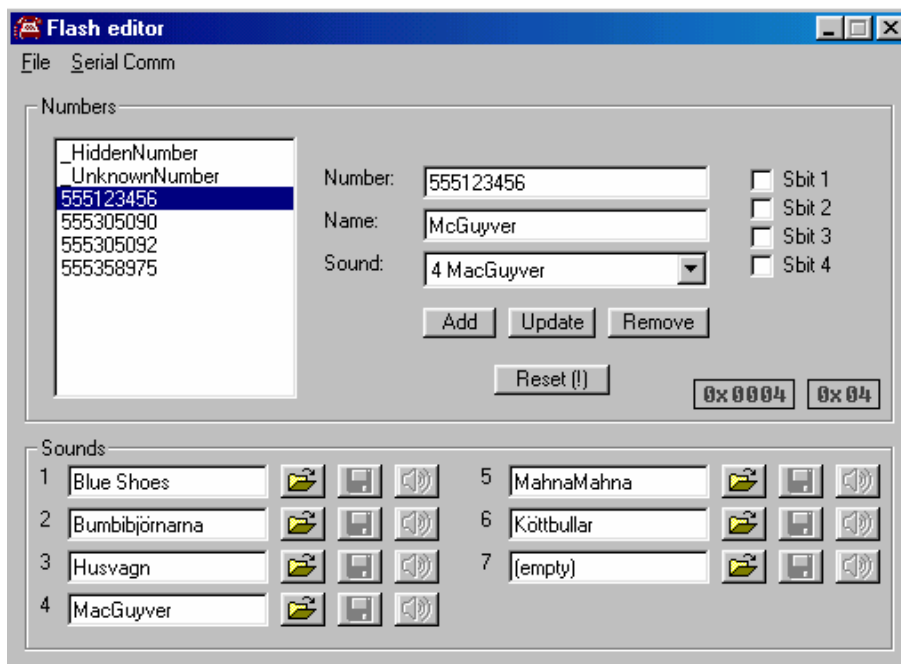 Flash editor
File Serial Comm
Numbers
_HiddenNumber
_UnknownNumber
555123456
555305090
555305092
555358975
Number: 555123456
Name: McGuyver
Sound: 4 MacGuyver
Sbit 1
Sbit 2
Sbit 3
Sbit 4
Add Update Remove
Reset (!)
0x0004 0x04
Sounds
1 Blue Shoes
2 Bumbibjörnarna
3 Husvagn
4 MacGuyver
5 MahnaMahna
6 Köttbullar
7 (empty)